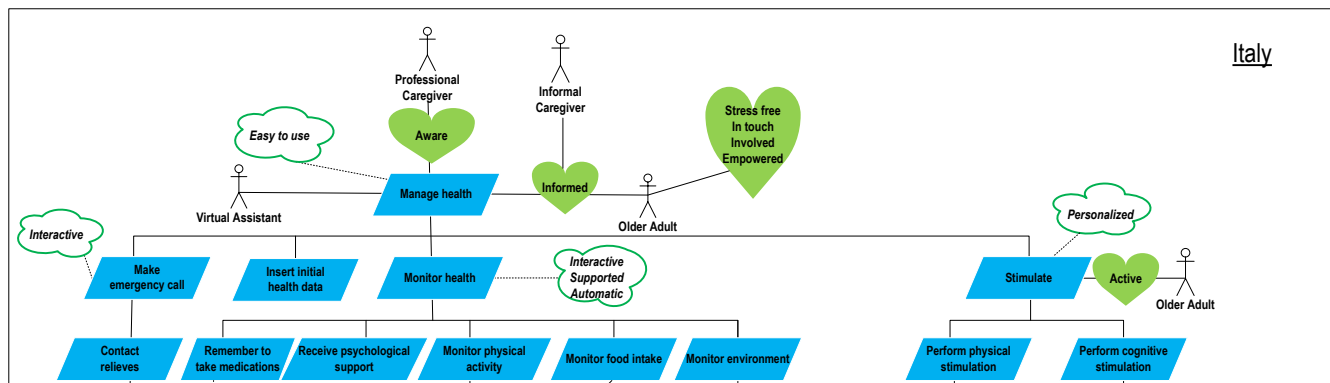 Italy
Professional
Caregiver
Informal
Caregiver
Stress free
In touch
Involved
Empowered
Easy to use
Aware
Manage health
Informed
Virtual Assistant
Older Adult
Personalized
Interactive
Make
emergency call
Insert initial
health data
Monitor health
Interactive
Supported
Automatic
Stimulate
Active
Older Adult
Contact
relieves
Remember to
take medications
Receive psychological
support
Monitor physical
activity
Monitor food intake
Monitor environment
Perform physical
stimulation
Perform cognitive
stimulation